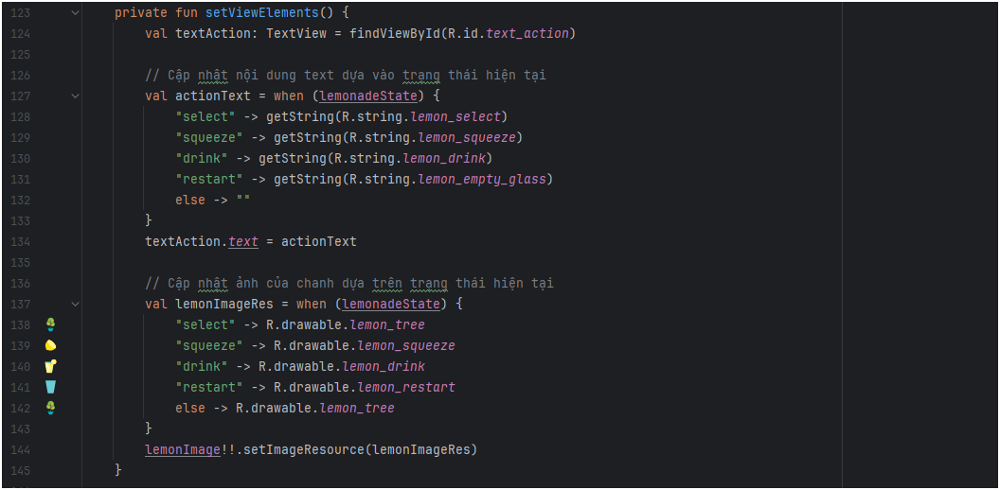 123 private fun setViewElements() {
124 val textAction: TextView = findViewById(R.id.text_action)
125
126 // Cập nhật nội dung text dựa vào trạng thái hiện tại
127 val actionText = when (lemonadeState) {
128 "select" -> getString(R.string.lemon_select)
129 "squeeze" -> getString(R.string.lemon_squeeze)
130 "drink" -> getString(R.string.lemon_drink)
131 "restart" -> getString(R.string.lemon_empty_glass)
132 else -> ""
133 }
134 textAction.text = actionText
135
136 // Cập nhật ảnh của chanh dựa trên trạng thái hiện tại
137 val lemonImageRes = when (lemonadeState) {
138 "select" -> R.drawable.lemon_tree
139 "squeeze" -> R.drawable.lemon_squeeze
140 "drink" -> R.drawable.lemon_drink
141 "restart" -> R.drawable.lemon_restart
142 else -> R.drawable.lemon_tree
143 }
144 lemonImage!!.setImageResource(lemonImageRes)
145 }